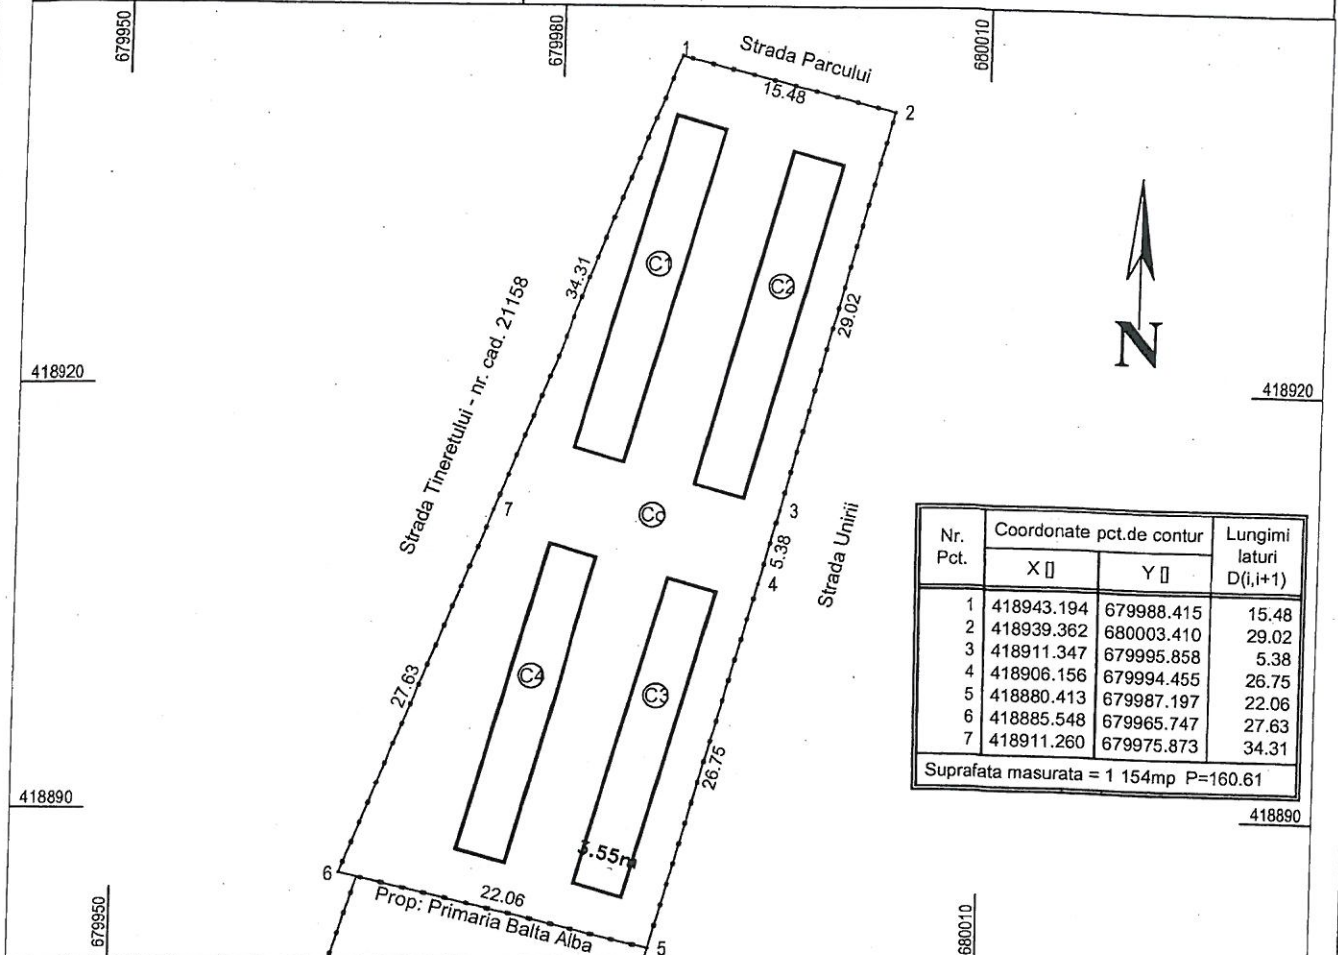 679950
679980
680010
1
Strada Parcului
15.48
2
C1
C2
34.31
29.02
N
Strada Tineretului - nr. cad. 21158
418920
418920
7
3
5.38
4
Strada Unirii
Nr. Pct.
Coordonate pct.de contur
Lungimi laturi D(i,i+1)
X []
Y []
1 418943.194 679988.415 15.48
2 418939.362 680003.410 29.02
3 418911.347 679995.858 5.38
4 418906.156 679994.455 26.75
5 418880.413 679987.197 22.06
6 418885.548 679965.747 27.63
7 418911.260 679975.873 34.31
Suprafata masurata = 1 154mp P=160.61
C4
C3
27.63
26.75
418890
418890
6
22.06
Prop: Primaria Balta Alba
5
679950
680010